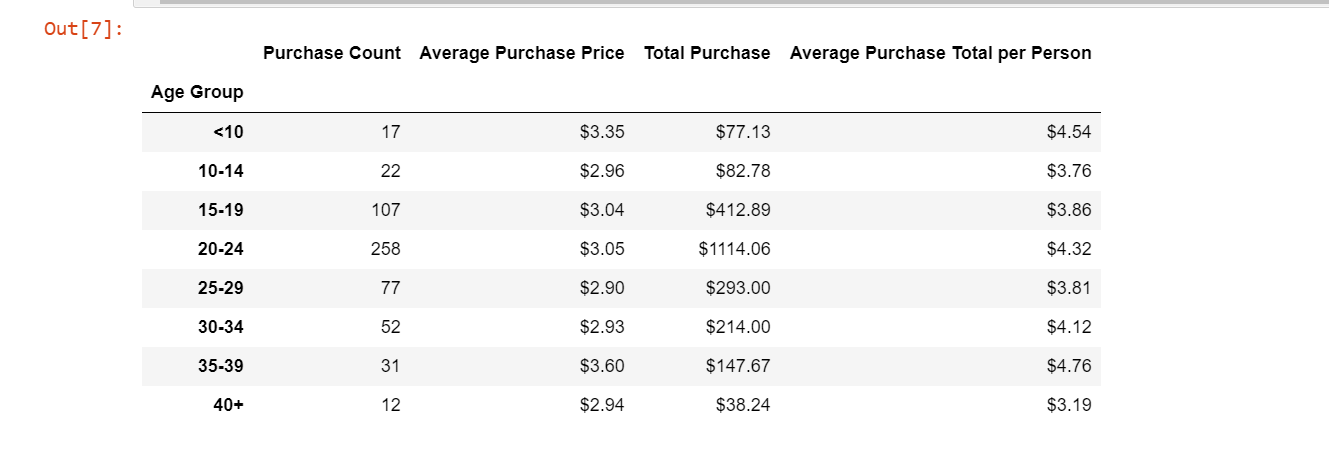 Out[7]:
Purchase Count Average Purchase Price Total Purchase Average Purchase Total per Person
Age Group
<10 17 $3.35 $77.13 $4.54
10-14 22 $2.96 $82.78 $3.76
15-19 107 $3.04 $412.89 $3.86
20-24 258 $3.05 $1114.06 $4.32
25-29 77 $2.90 $293.00 $3.81
30-34 52 $2.93 $214.00 $4.12
35-39 31 $3.60 $147.67 $4.76
40+ 12 $2.94 $38.24 $3.19